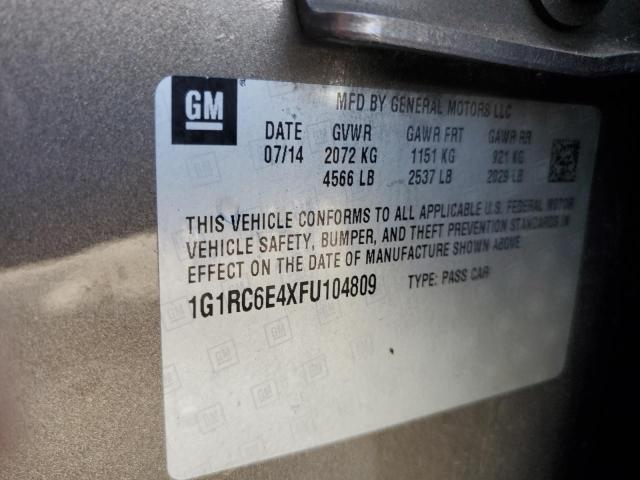 GM
MFD BY GENERAL MOTORS LLC
DATE GVWR GAWR FRT GAWR RR
07/14 2072 KG 1151 KG 921 KG
4566 LB 2537 LB 2029 LB
THIS VEHICLE CONFORMS TO ALL APPLICABLE U.S. FEDERAL MOTOR
VEHICLE SAFETY, BUMPER, AND THEFT PREVENTION STANDARDS IN
EFFECT ON THE DATE OF MANUFACTURE SHOWN ABOVE.
1G1RC6E4XFU104809 TYPE: PASS CAR